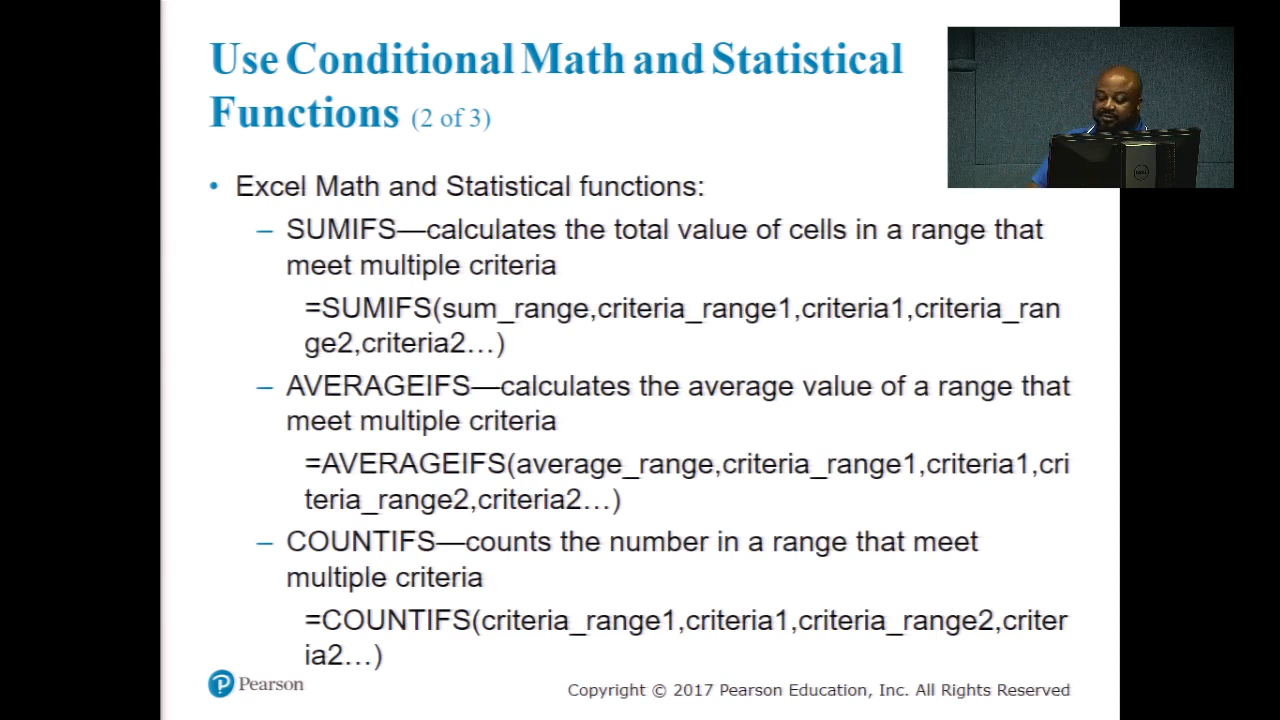 Use Conditional Math and Statistical
Functions (2 of 3)
• Excel Math and Statistical functions:
– SUMIFS—calculates the total value of cells in a range that
meet multiple criteria
=SUMIFS(sum_range,criteria_range1,criteria1,criteria_ran
ge2,criteria2…)
– AVERAGEIFS—calculates the average value of a range that
meet multiple criteria
=AVERAGEIFS(average_range,criteria_range1,criteria1,cri
teria_range2,criteria2…)
– COUNTIFS—counts the number in a range that meet
multiple criteria
=COUNTIFS(criteria_range1,criteria1,criteria_range2,criter
ia2…)
P Pearson
Copyright © 2017 Pearson Education, Inc. All Rights Reserved
DELL